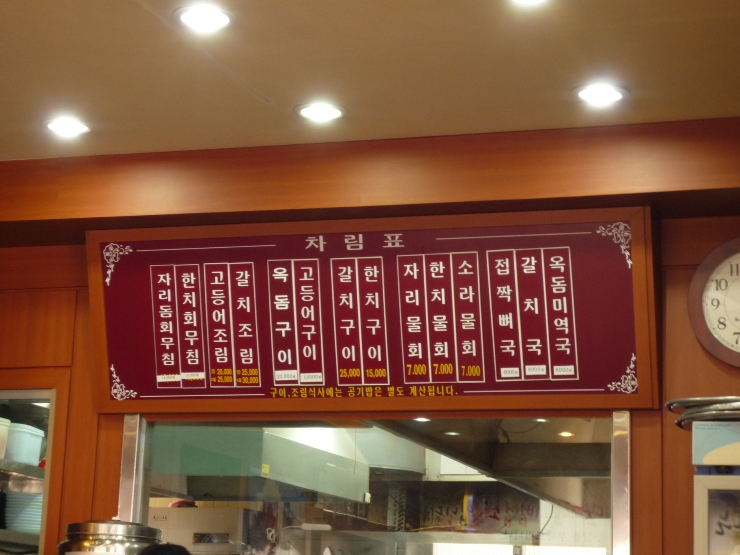 차림표
자리돔회무침
한치회무침
고등어조림
갈치조림 25,000 30,000
옥돔구이
고등어구이
갈치구이 25,000
한치구이 15,000
자리물회 7.000
한치물회 7.000
소라물회 7.000
접짝뼈국
갈치국
옥돔미역국
구이.조림식사에는 공기밥은 별도 계산됩니다.